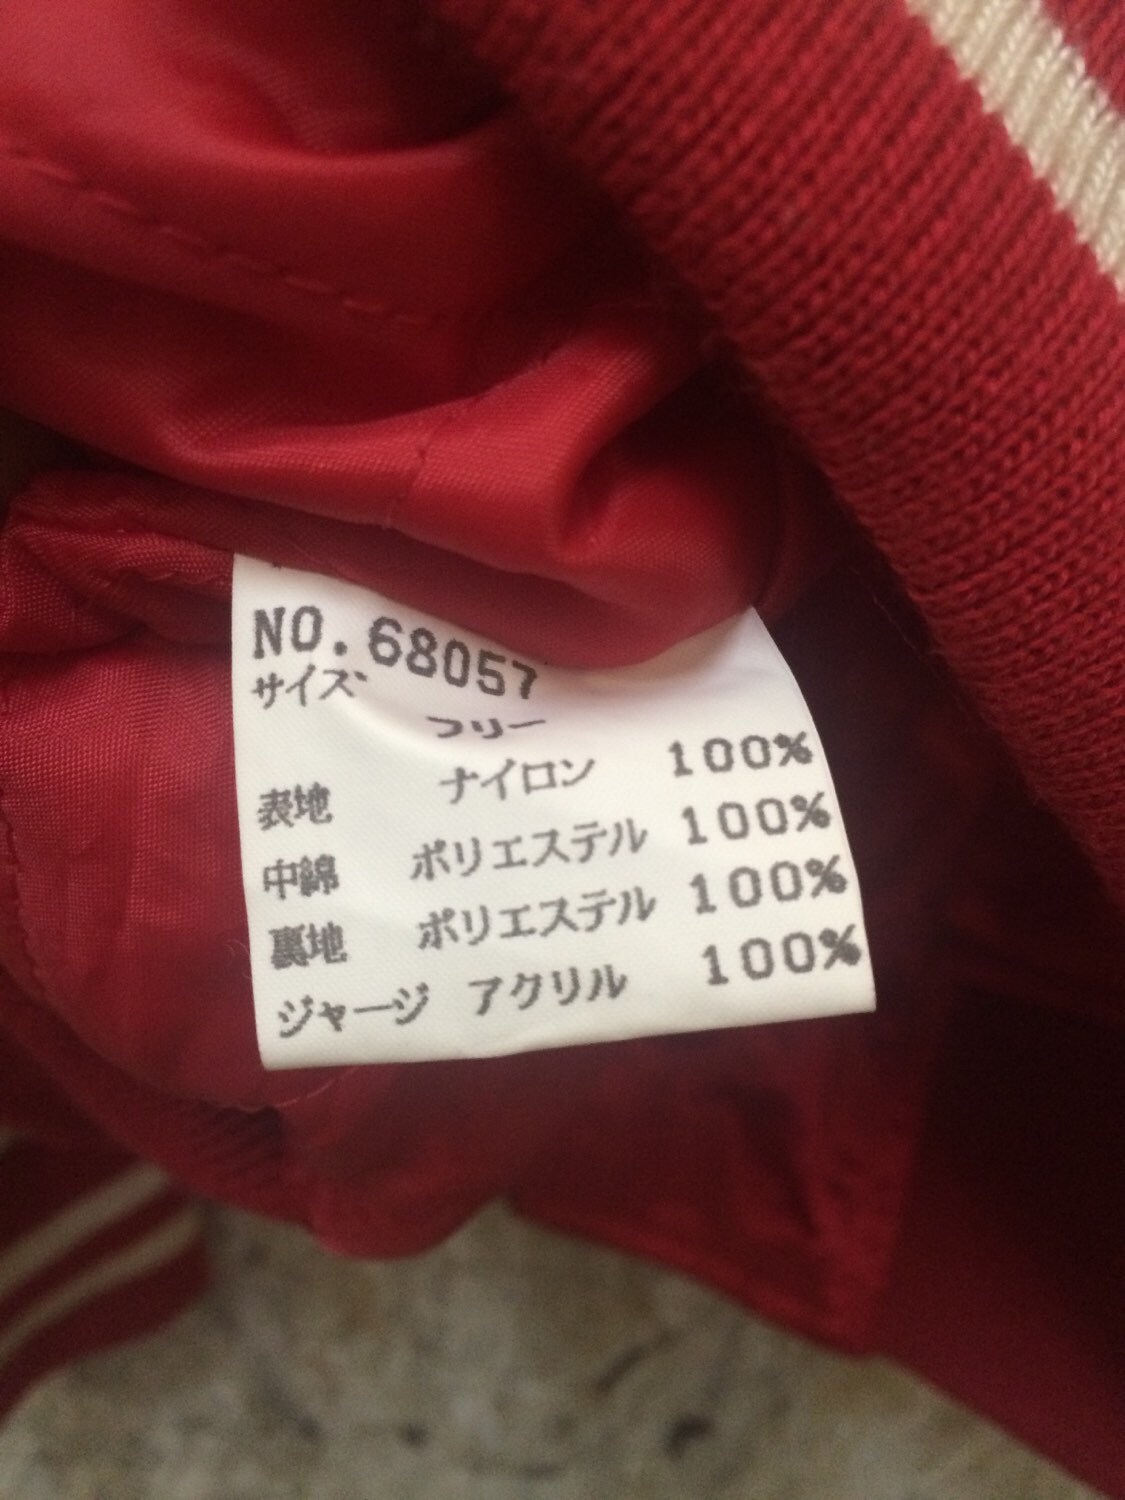 NO.68057
サイズ
フリー
表地 ナイロン 100%
中綿 ポリエステル 100%
裏地 ポリエステル 100%
ジャージ アクリル 100%